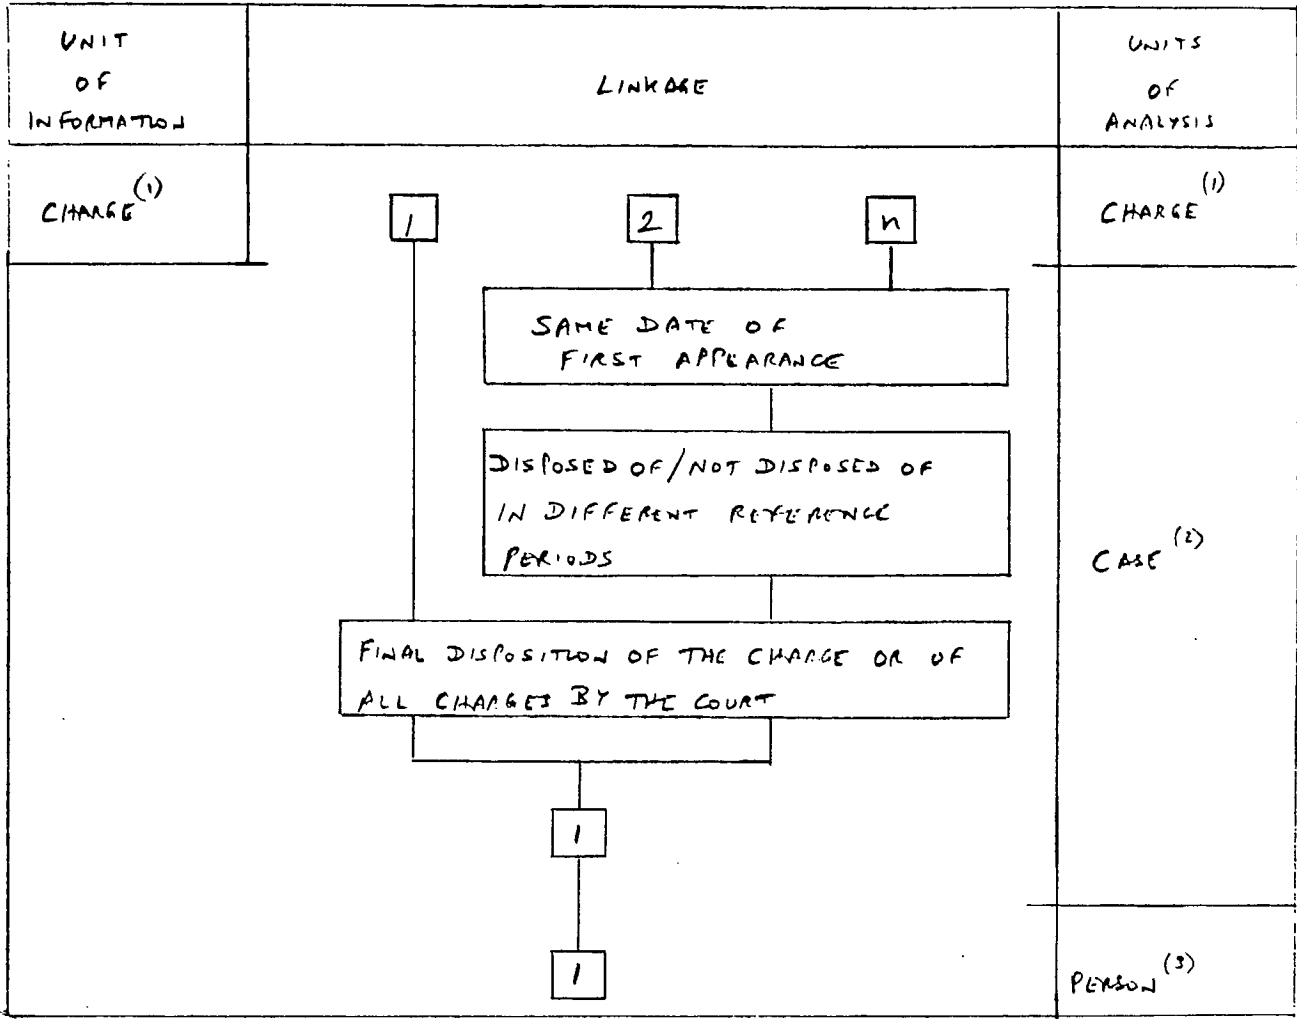 UNIT
OF
INFORMATION
LINKAGE
UNITS
OF
ANALYSIS
CHARGE (1)
1
2
n
CHARGE (1)
SAME DATE OF
FIRST APPEARANCE
DISPOSED OF/NOT DISPOSED OF
IN DIFFERENT REFERENCE
PERIODS
CASE (2)
FINAL DISPOSITION OF THE CHARGE OR OF
ALL CHARGES BY THE COURT
1
1
PERSON (3)